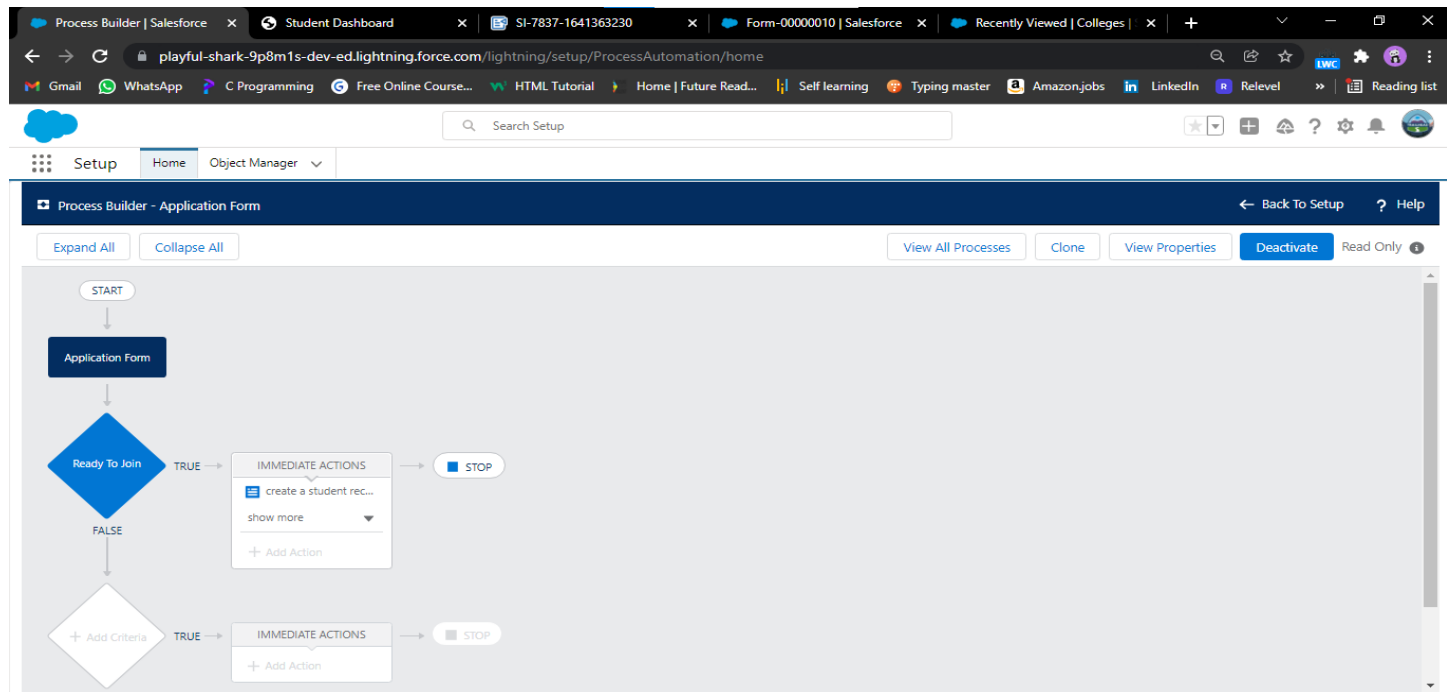 Process Builder | Salesforce
Student Dashboard
SI-7837-1641363230
Form-00000010 | Salesforce
Recently Viewed | Colleges |
playful-shark-9p8m1s-dev-ed.lightning.force.com/lightning/setup/ProcessAutomation/home
LWC
Gmail WhatsApp C Programming Free Online Course... HTML Tutorial Home | Future Read... Self learning Typing master Amazon.jobs LinkedIn Relevel » Reading list
Search Setup
Setup Home Object Manager
Process Builder - Application Form ← Back To Setup ? Help
Expand All Collapse All View All Processes Clone View Properties Deactivate Read Only
START
Application Form
Ready To Join TRUE IMMEDIATE ACTIONS STOP
create a student rec...
show more
FALSE
+ Add Action
+ Add Criteria TRUE IMMEDIATE ACTIONS STOP
+ Add Action